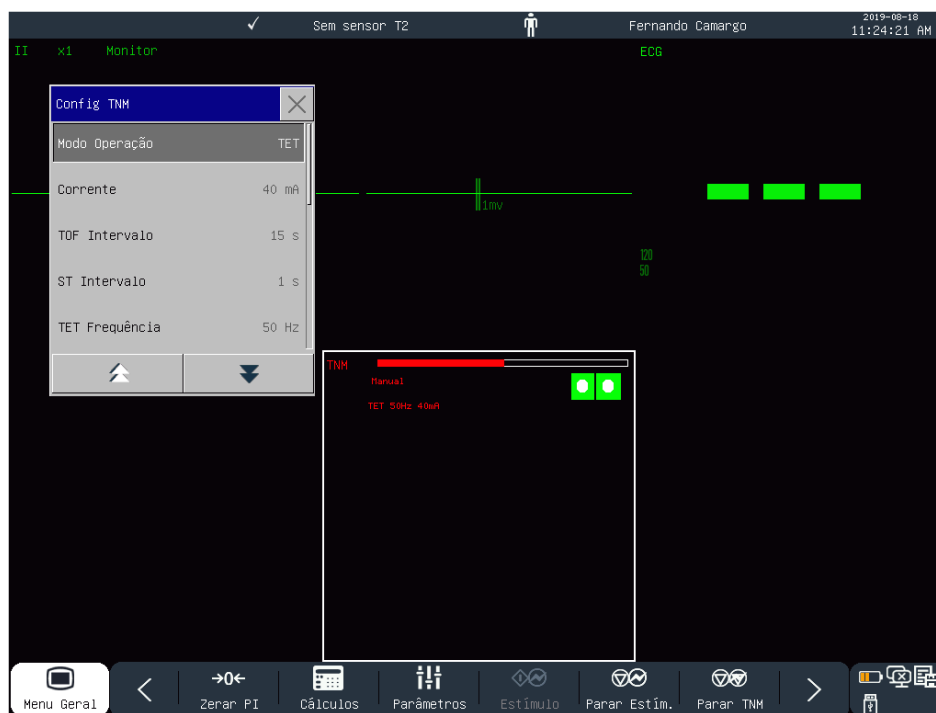 Sem sensor T2
Fernando Camargo
2019-08-18
11:24:21 AM
II x1 Monitor
ECG
Config TNM
Modo Operação TET
Corrente 40 mA
TOF Intervalo 15 s
ST Intervalo 1 s
TET Frequência 50 Hz
1mv
120
50
TNM
Manual
TET 50Hz 40mA
Menu Geral
→0←
Zerar PI
Cálculos
Parâmetros
Estímulo
Parar Estím.
Parar TNM